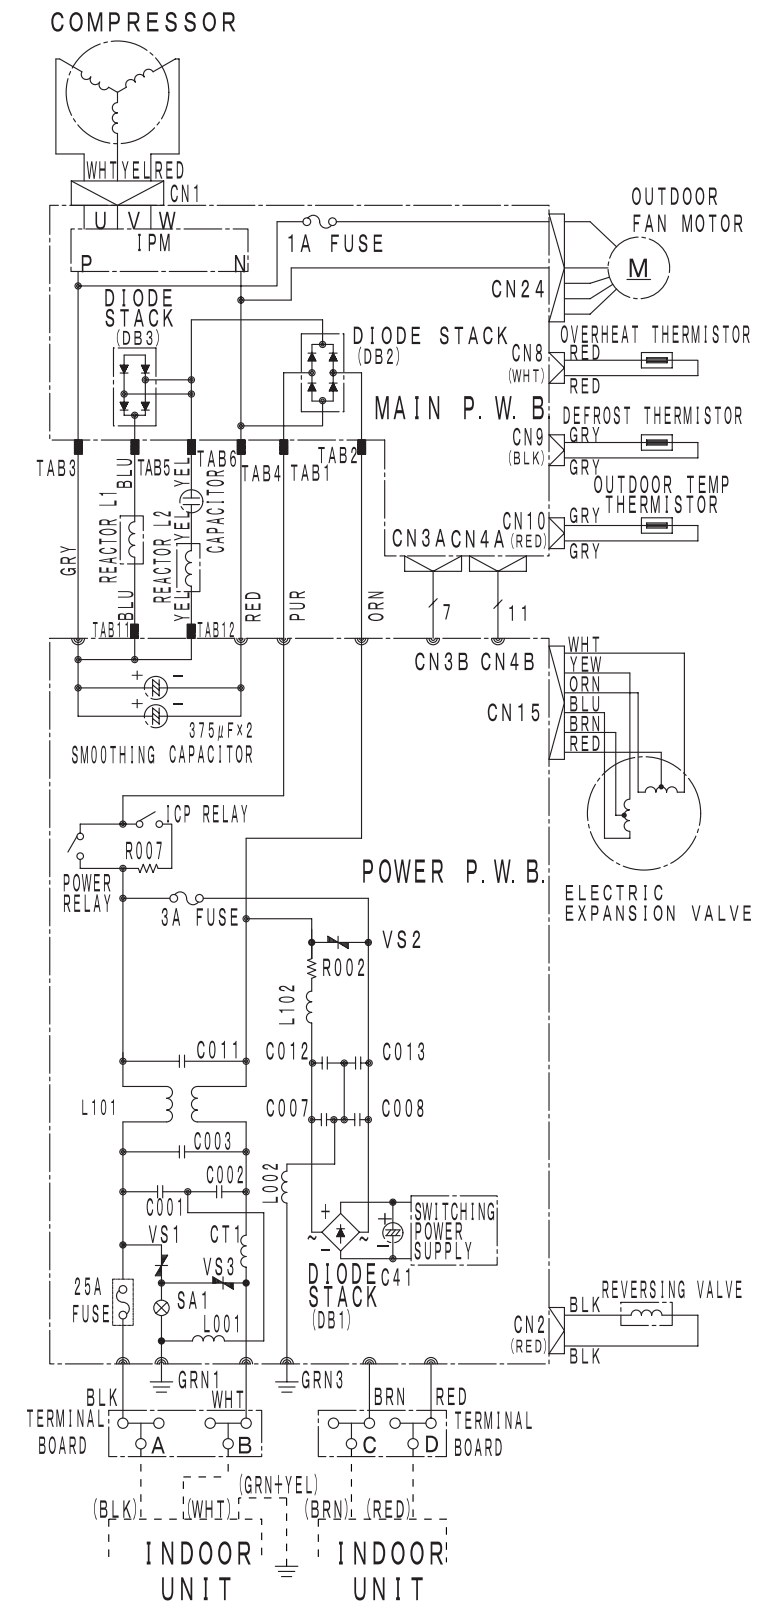 COMPRESSOR
WHT YEL RED
CN1
U V W
IPM
P N
1A FUSE
OUTDOOR
FAN MOTOR
M
CN24
DIODE
STACK
(DB3)
DIODE STACK
(DB2)
CN8
(WHT)
RED
OVERHEAT THERMISTOR
RED
MAIN P.W.B.
CN9
(BLK)
GRY
DEFROST THERMISTOR
GRY
OUTDOOR TEMP
THERMISTOR
CN10
(RED)
GRY
GRY
TAB3
BLU
TAB5
YEL
TAB6
TAB4
TAB1
TAB2
GRY
REACTOR L1
BLU
REACTOR L2
YEL
YEL
CAPACITOR
RED
PUR
ORN
CN3A CN4A
7
11
TAB11
TAB12
CN3B CN4B
+ -
+ -
375μF×2
SMOOTHING CAPACITOR
CN15
WHT
YEW
ORN
BLU
BRN
RED
ELECTRIC
EXPANSION VALVE
ICP RELAY
R007
POWER
RELAY
POWER P.W.B.
3A FUSE
VS2
R002
L102
C011
C012
C013
L101
C007
C008
C003
C002
C001
L002
VS1
CT1
VS3
SA1
L001
25A
FUSE
+
~ ~
-
DIODE
STACK
(DB1)
+
-
C41
SWITCHING
POWER
SUPPLY
REVERSING VALVE
CN2
(RED)
BLK
BLK
GRN1
GRN3
BLK
WHT
BRN
RED
TERMINAL
BOARD
A
B
C
D
TERMINAL
BOARD
(BLK)
(WHT)
(GRN+YEL)
(BRN)
(RED)
INDOOR
UNIT
INDOOR
UNIT